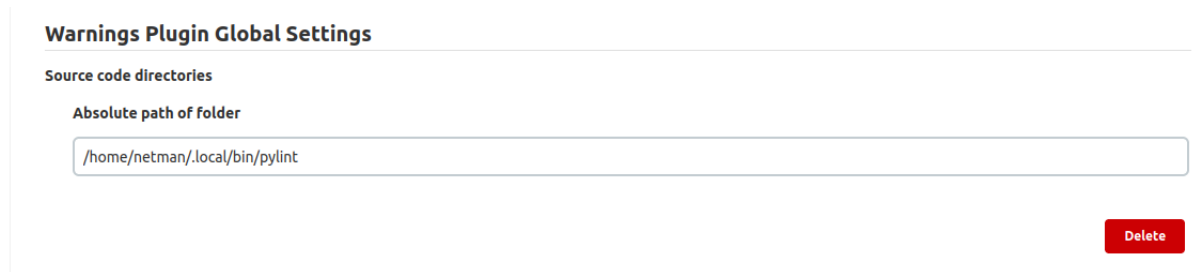 Warnings Plugin Global Settings
Source code directories
Absolute path of folder
/home/netman/.local/bin/pylint
Delete